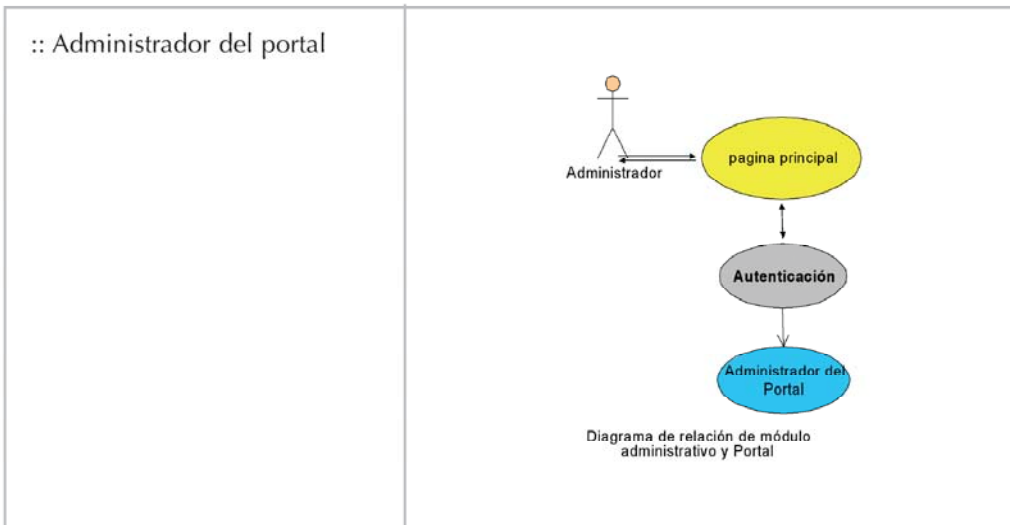 :: Administrador del portal
pagina principal
Administrador
Autenticación
Administrador del
Portal
Diagrama de relación de módulo
administrativo y Portal